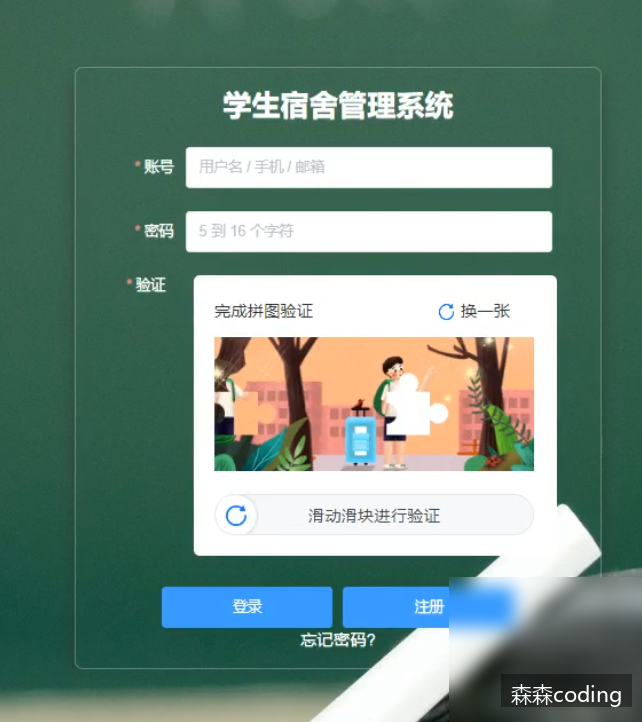 学生宿舍管理系统
* 账号 用户名 / 手机 / 邮箱
* 密码 5 到 16 个字符
* 验证
完成拼图验证 换一张
滑动滑块进行验证
登录 注册
忘记密码?
森森coding